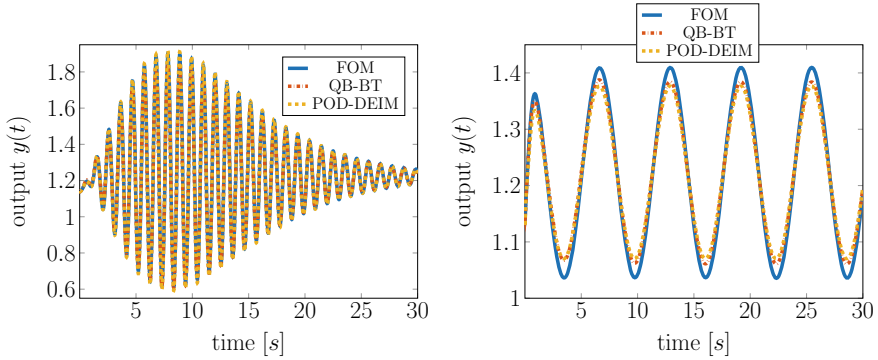 FOM
QB-BT
POD-DEIM
output y(t)
1.8
1.6
1.4
1.2
1
0.8
0.6
5
10
15
20
25
30
time [s]
FOM
QB-BT
POD-DEIM
output y(t)
1.4
1.3
1.2
1.1
1
5
10
15
20
25
30
time [s]